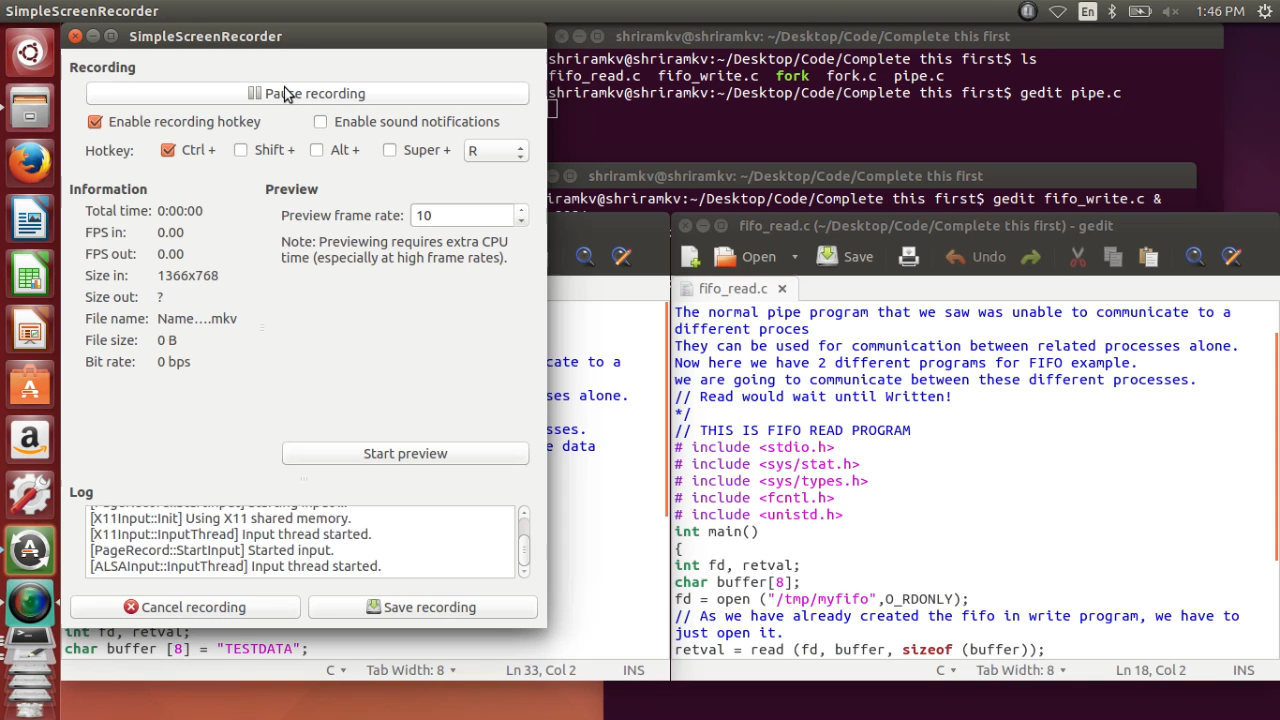 SimpleScreenRecorder
En
1:46 PM
SimpleScreenRecorder
Recording
Pause recording
Enable recording hotkey
Enable sound notifications
Hotkey:
Ctrl +
Shift +
Alt +
Super +
R
Information
Total time: 0:00:00
FPS in: 0.00
FPS out: 0.00
Size in: 1366x768
Size out: ?
File name: Name....mkv
File size: 0 B
Bit rate: 0 bps
Preview
Preview frame rate: 10
Note: Previewing requires extra CPU
time (especially at high frame rates).
Start preview
Log
[X11Input::Init] Using X11 shared memory.
[X11Input::InputThread] Input thread started.
[PageRecord::StartInput] Started input.
[ALSAInput::InputThread] Input thread started.
Cancel recording
Save recording
shriramkv@shriramkv: ~/Desktop/Code/Complete this first
shriramkv@shriramkv:~/Desktop/Code/Complete this first$ ls
fifo_read.c fifo_write.c fork fork.c pipe.c
shriramkv@shriramkv:~/Desktop/Code/Complete this first$ gedit pipe.c
shriramkv@shriramkv: ~/Desktop/Code/Complete this first
shriramkv@shriramkv:~/Desktop/Code/Complete this first$ gedit fifo_write.c &
cate to a
ses alone.
ses.
e data
int fd, retval;
char buffer [8] = "TESTDATA";
C
Tab Width: 8
Ln 33, Col 2
INS
fifo_read.c (~/Desktop/Code/Complete this first) - gedit
Open
Save
Undo
fifo_read.c
The normal pipe program that we saw was unable to communicate to a
different proces
They can be used for communication between related processes alone.
Now here we have 2 different programs for FIFO example.
we are going to communicate between these different processes.
// Read would wait until Written!
*/
// THIS IS FIFO READ PROGRAM
# include <stdio.h>
# include <sys/stat.h>
# include <sys/types.h>
# include <fcntl.h>
# include <unistd.h>
int main()
{
int fd, retval;
char buffer[8];
fd = open ("/tmp/myfifo",O_RDONLY);
// As we have already created the fifo in write program, we have to
just open it.
retval = read (fd, buffer, sizeof (buffer));
C
Tab Width: 8
Ln 18, Col 2
INS